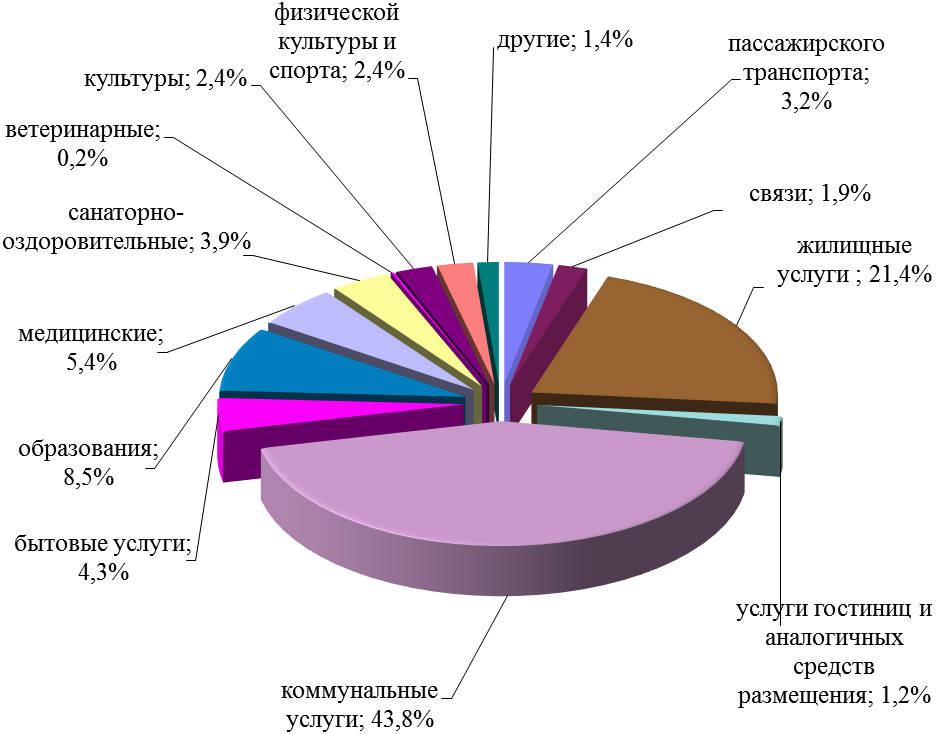 физической
культуры и
спорта; 2,4%
другие; 1,4%
пассажирского
транспорта;
3,2%
культуры; 2,4%
ветеринарные;
0,2%
связи; 1,9%
санаторно-
оздоровительные; 3,9%
жилищные
услуги ; 21,4%
медицинские;
5,4%
образования;
8,5%
бытовые услуги;
4,3%
услуги гостиниц и
аналогичных
средств
размещения; 1,2%
коммунальные
услуги; 43,8%